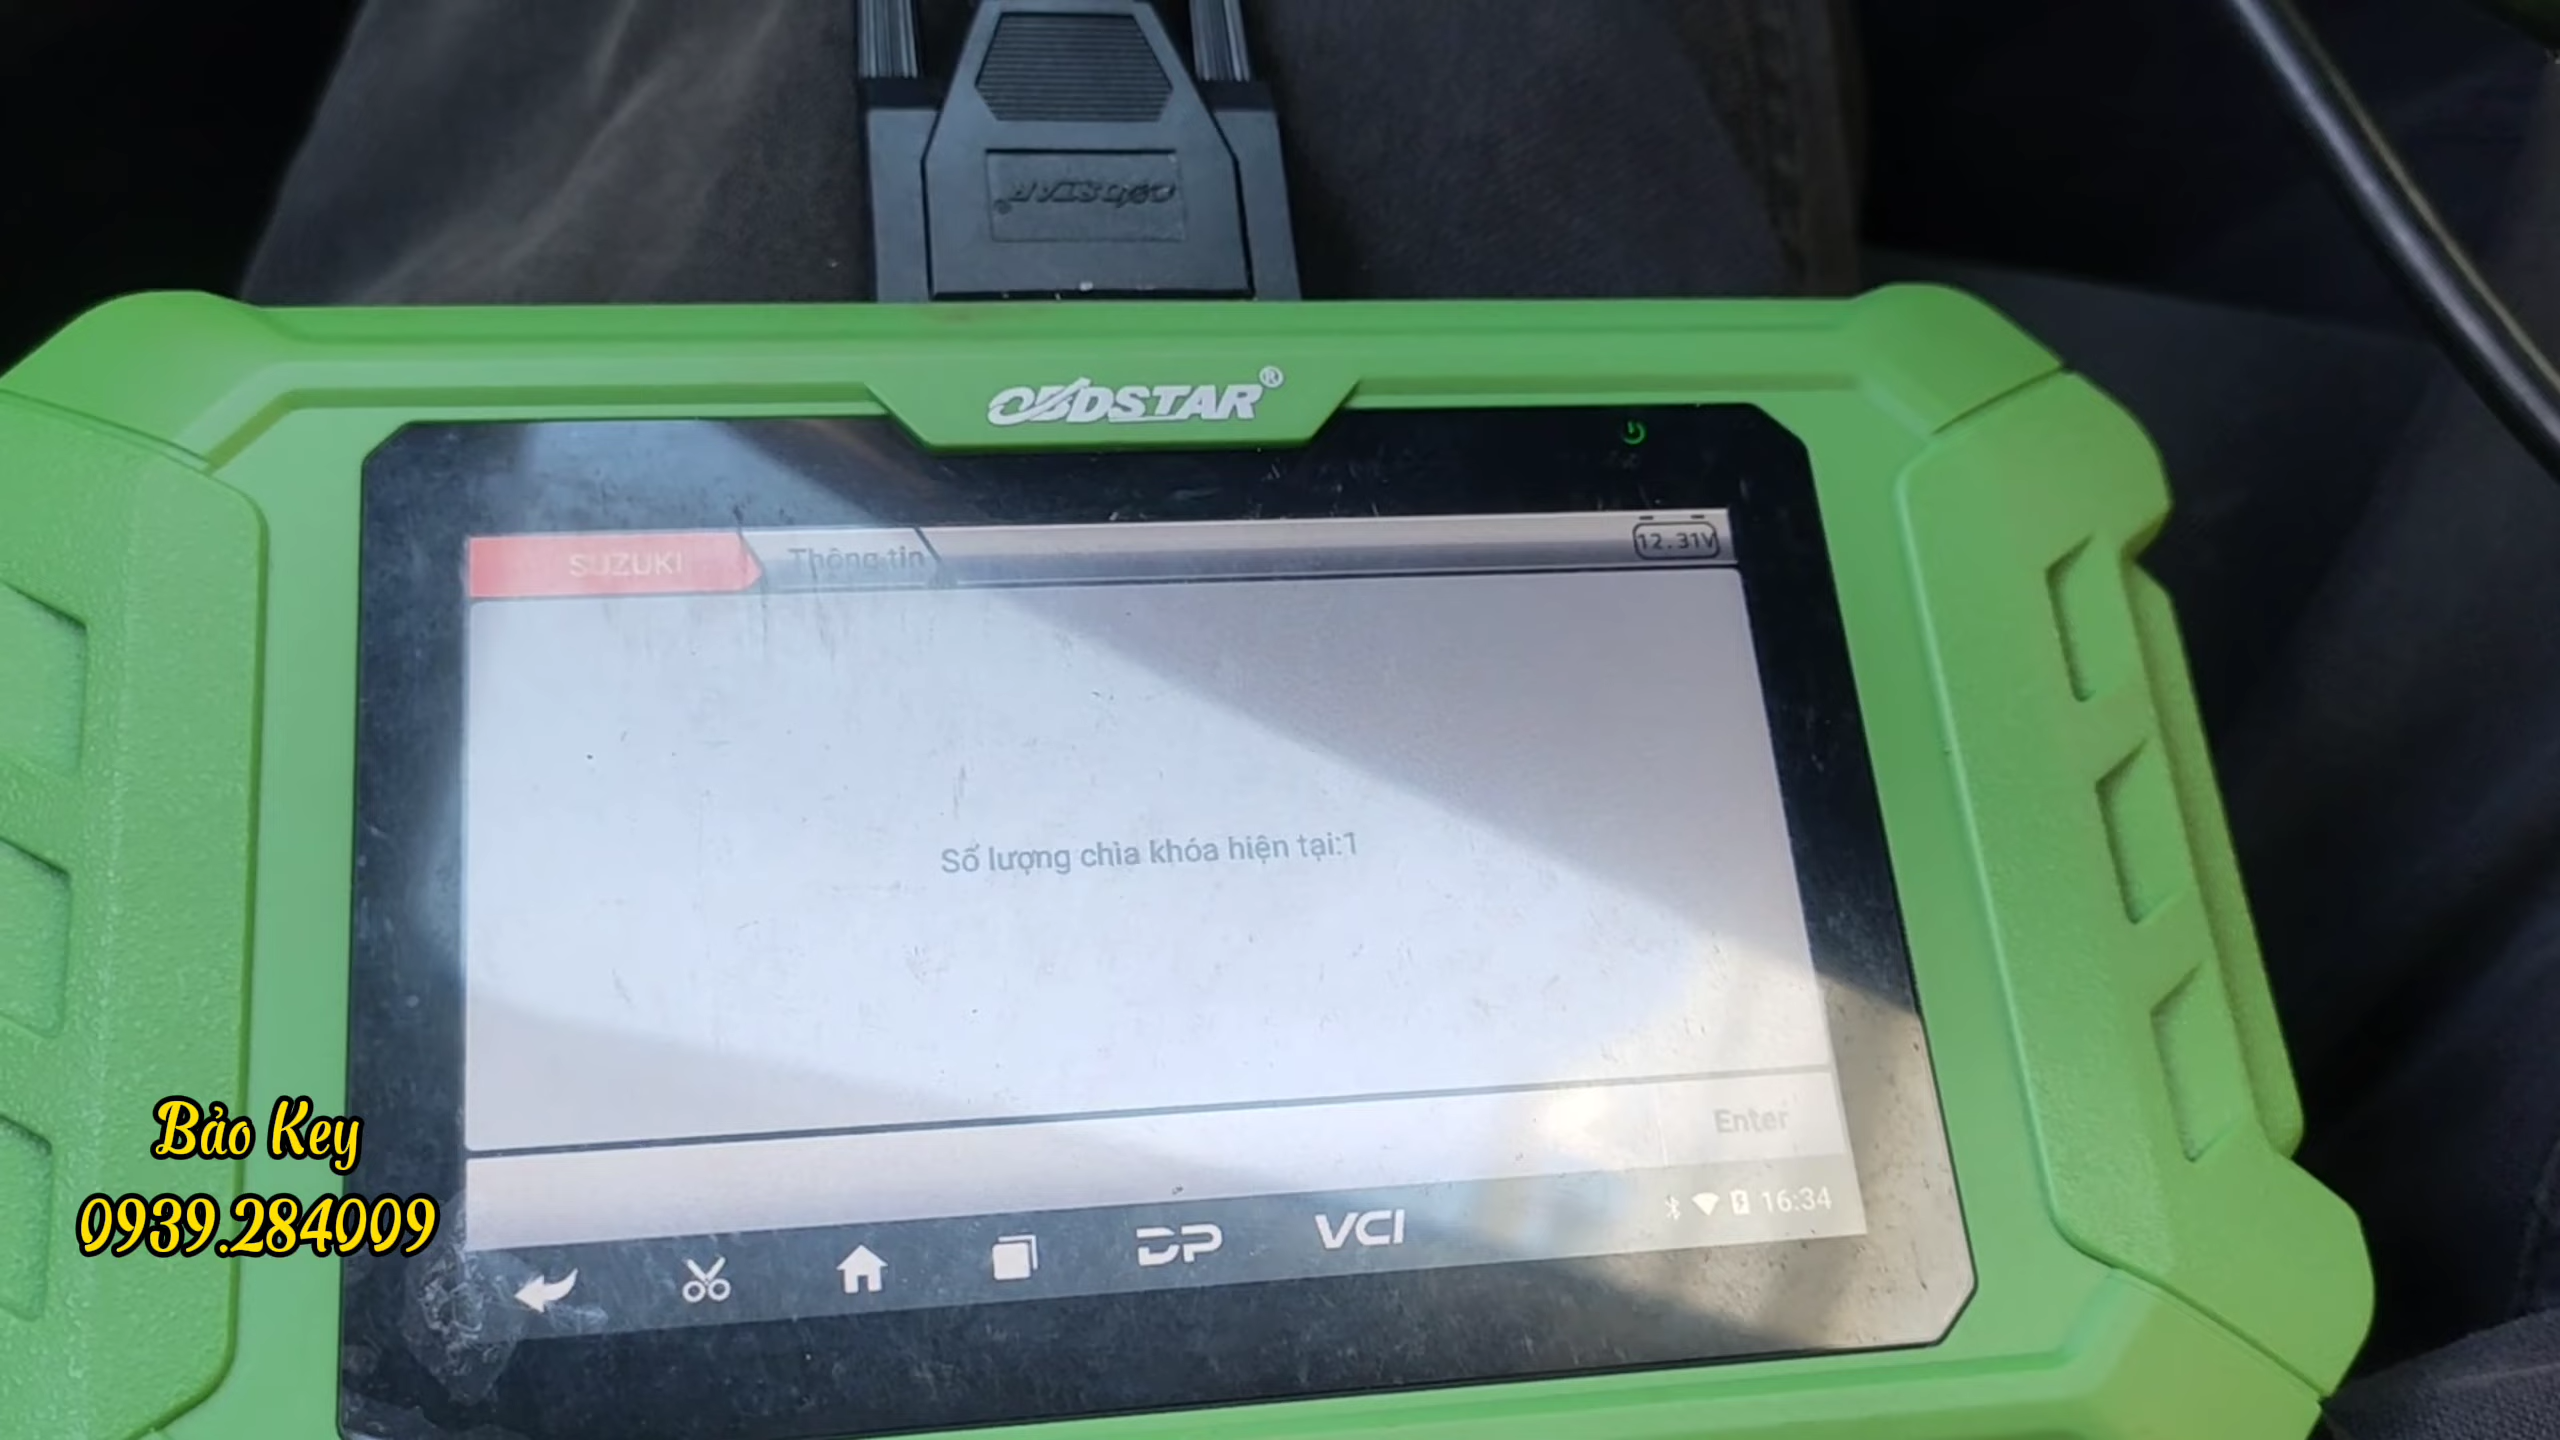 OBDSTAR
OBDSTAR®
SUZUKI
Thông tin
12.31V
Số lượng chìa khóa hiện tại:1
Enter
16:34
DP
VCI
Bảo Key
0939.284009